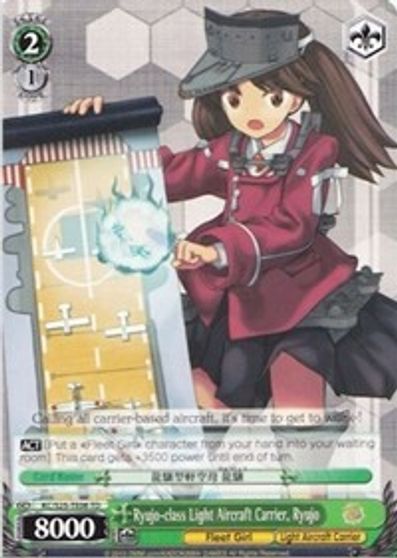 2
1
Calling all carrier-based aircraft, it's time to get to work!
ACT [Put a «Fleet Girl» character from your hand into your waiting
room] This card gets +3500 power until end of turn.
Card Name 龍驤型軽空母 龍驤
8000
Ryujo-class Light Aircraft Carrier, Ryujo
Fleet Girl Light Aircraft Carrier